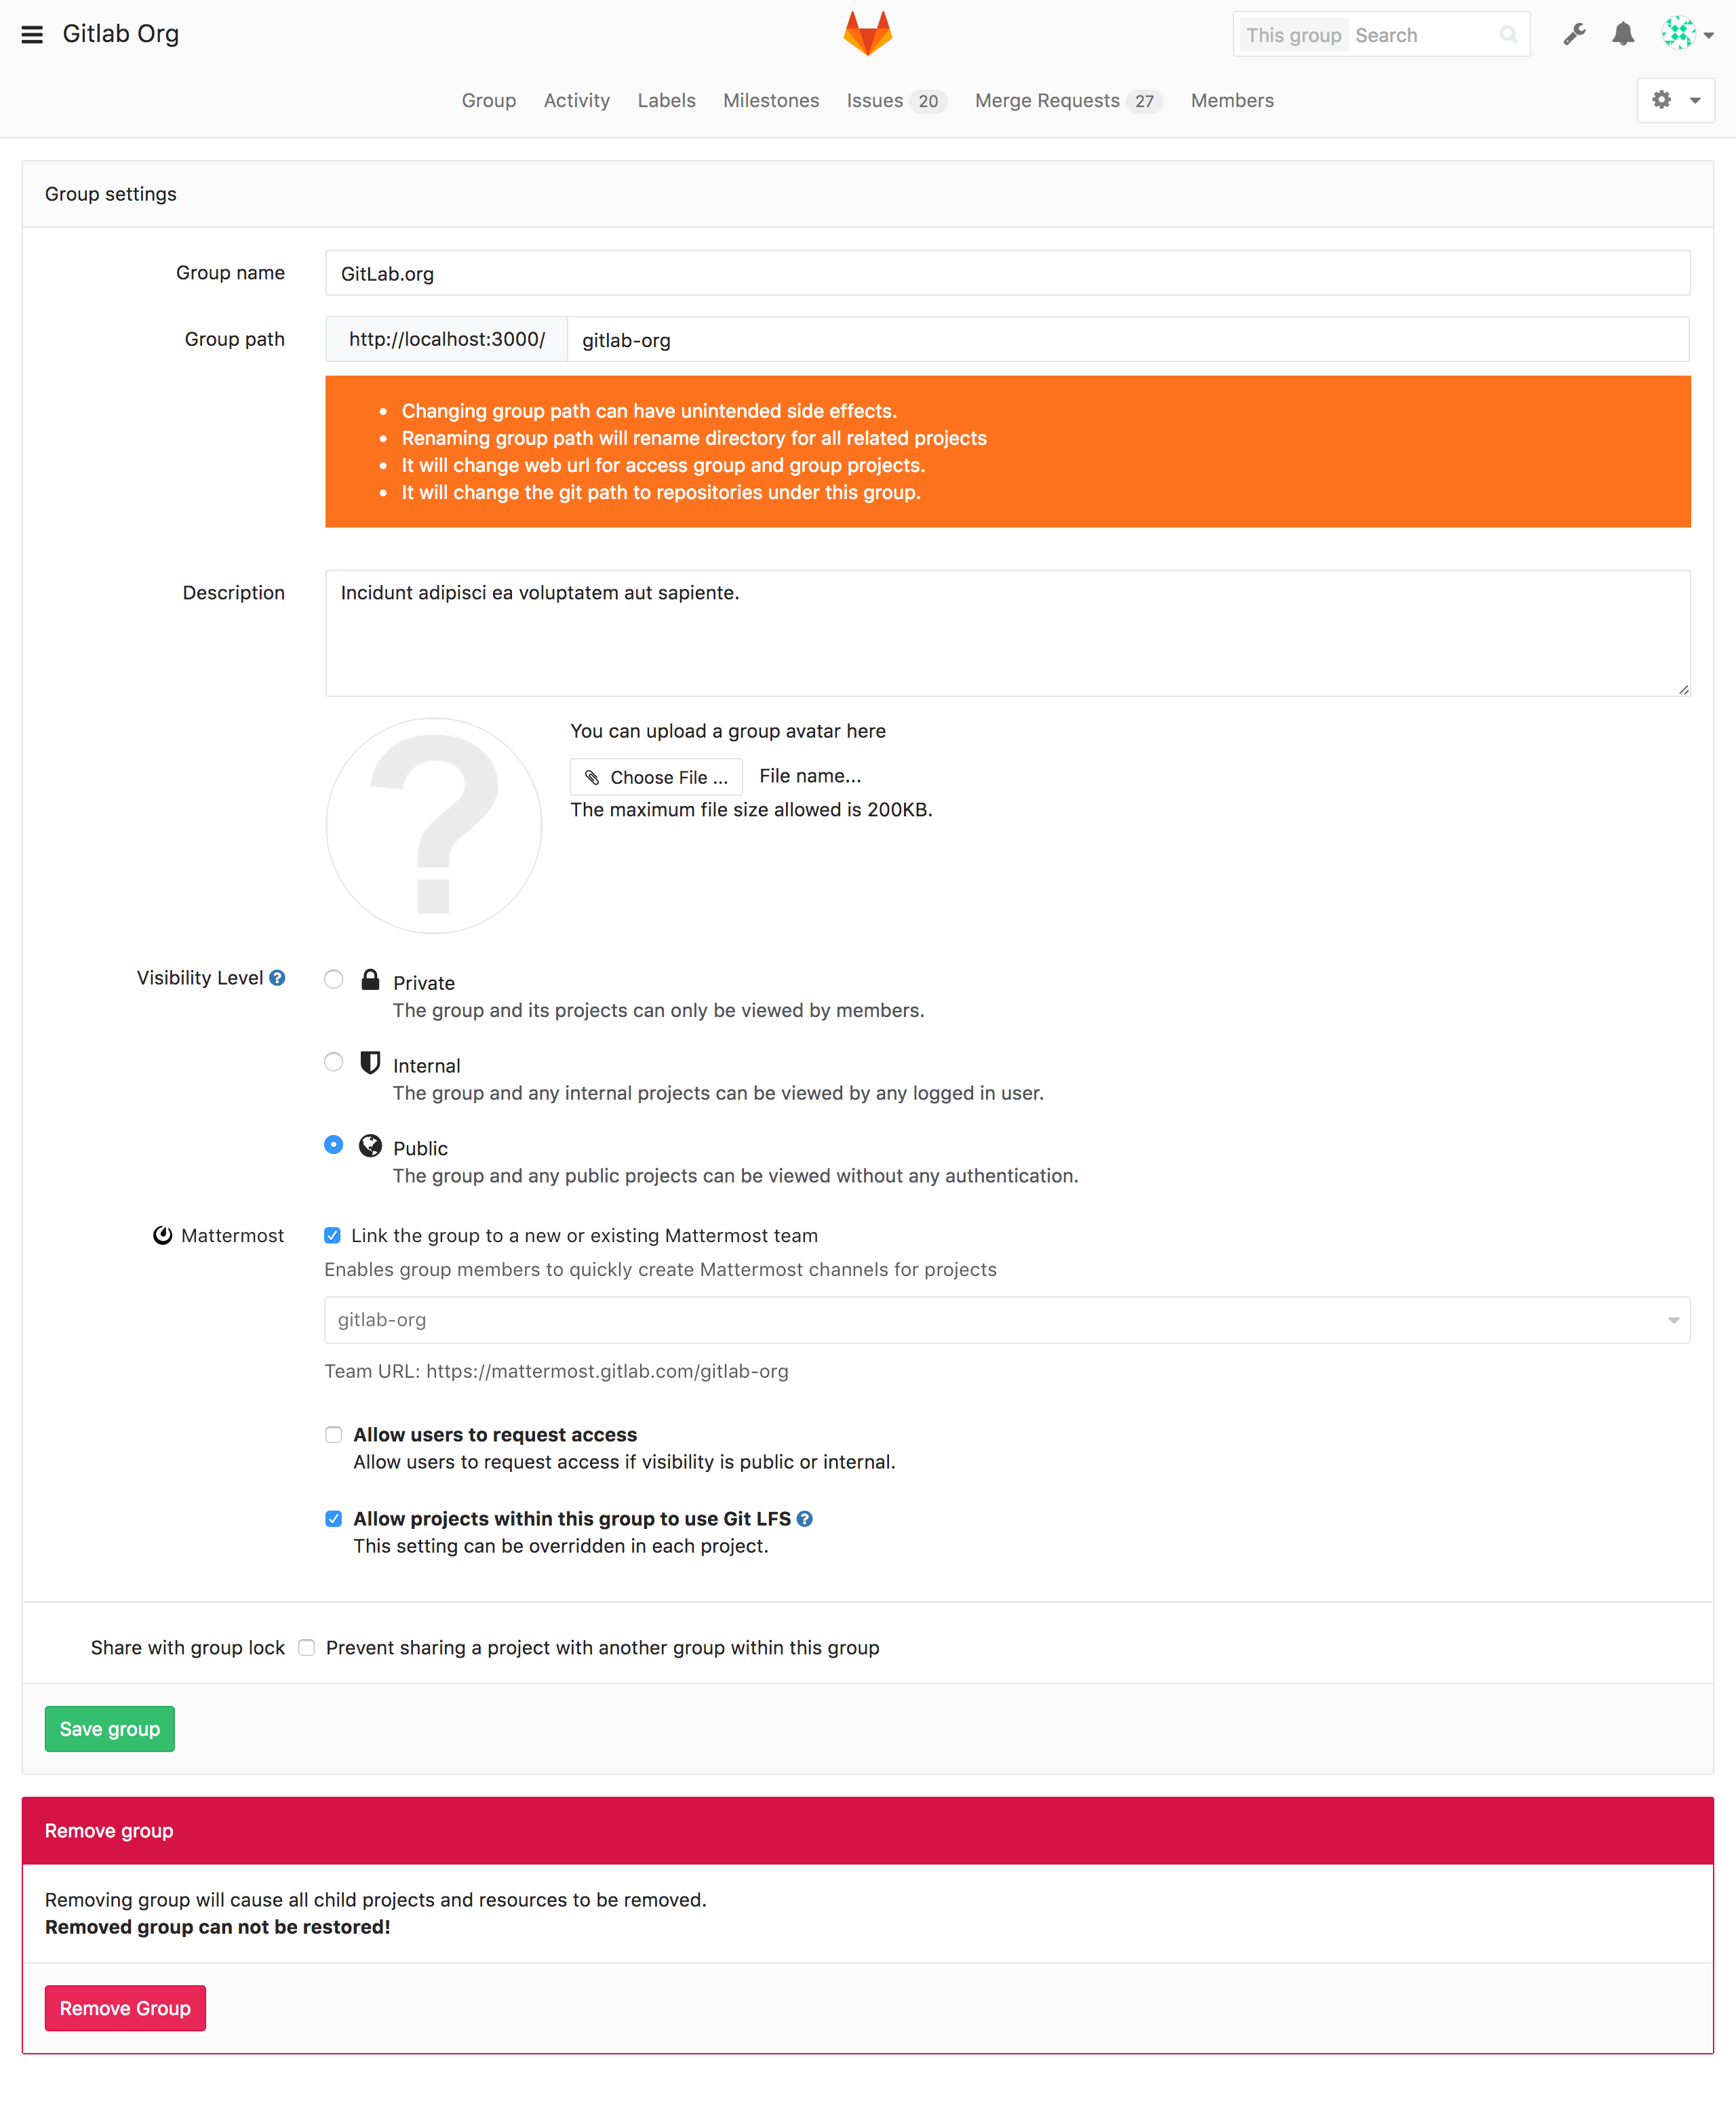 Gitlab Org
This group Search
Group Activity Labels Milestones Issues 20 Merge Requests 27 Members
Group settings
Group name GitLab.org
Group path http://localhost:3000/ gitlab-org
• Changing group path can have unintended side effects.
• Renaming group path will rename directory for all related projects
• It will change web url for access group and group projects.
• It will change the git path to repositories under this group.
Description Incidunt adipisci ea voluptatem aut sapiente.
?
You can upload a group avatar here
Choose File ... File name...
The maximum file size allowed is 200KB.
Visibility Level ? Private
The group and its projects can only be viewed by members.
Internal
The group and any internal projects can be viewed by any logged in user.
Public
The group and any public projects can be viewed without any authentication.
Mattermost Link the group to a new or existing Mattermost team
Enables group members to quickly create Mattermost channels for projects
gitlab-org
Team URL: https://mattermost.gitlab.com/gitlab-org
Allow users to request access
Allow users to request access if visibility is public or internal.
Allow projects within this group to use Git LFS ?
This setting can be overridden in each project.
Share with group lock Prevent sharing a project with another group within this group
Save group
Remove group
Removing group will cause all child projects and resources to be removed.
Removed group can not be restored!
Remove Group